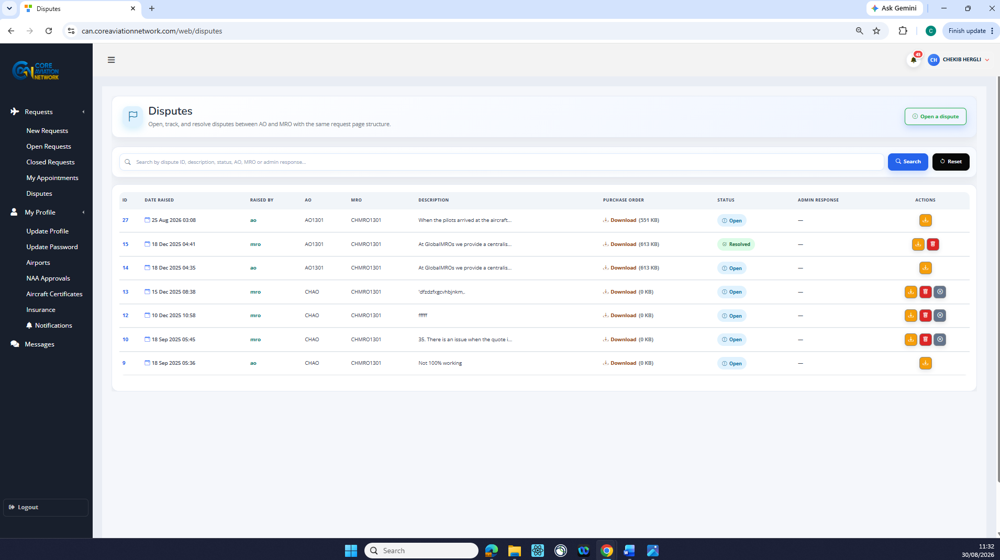 Disputes
Ask Gemini
can.coreaviationnetwork.com/web/disputes
C
Finish update
CORE
AVIATION
NETWORK
43
CH
CHEKIB HERGLI
Requests
New Requests
Open Requests
Closed Requests
My Appointments
Disputes
My Profile
Update Profile
Update Password
Airports
NAA Approvals
Aircraft Certificates
Insurance
Notifications
Messages
Logout
Disputes
Open, track, and resolve disputes between AO and MRO with the same request page structure.
Open a dispute
Search by dispute ID, description, status, AO, MRO or admin response...
Search
Reset
ID DATE RAISED RAISED BY AO MRO DESCRIPTION PURCHASE ORDER STATUS ADMIN RESPONSE ACTIONS
27 25 Aug 2026 03:08 ao AO1301 CHMRO1301 When the pilots arrived at the aircraft... Download (551 KB) Open —
15 18 Dec 2025 04:41 mro AO1301 CHMRO1301 At GlobalMROs we provide a centralis... Download (613 KB) Resolved —
14 18 Dec 2025 04:35 ao AO1301 CHMRO1301 At GlobalMROs we provide a centralis... Download (613 KB) Open —
13 15 Dec 2025 08:38 mro CHAO CHMRO1301 'dfzdzfxgcvhbjnkm,. Download (0 KB) Open —
12 10 Dec 2025 10:58 mro CHAO CHMRO1301 fffff Download (0 KB) Open —
10 18 Sep 2025 05:45 mro CHAO CHMRO1301 35. There is an issue when the quote i... Download (0 KB) Open —
9 18 Sep 2025 05:36 ao CHAO CHMRO1301 Not 100% working Download (0 KB) Open —
Search
11:32
30/08/2026